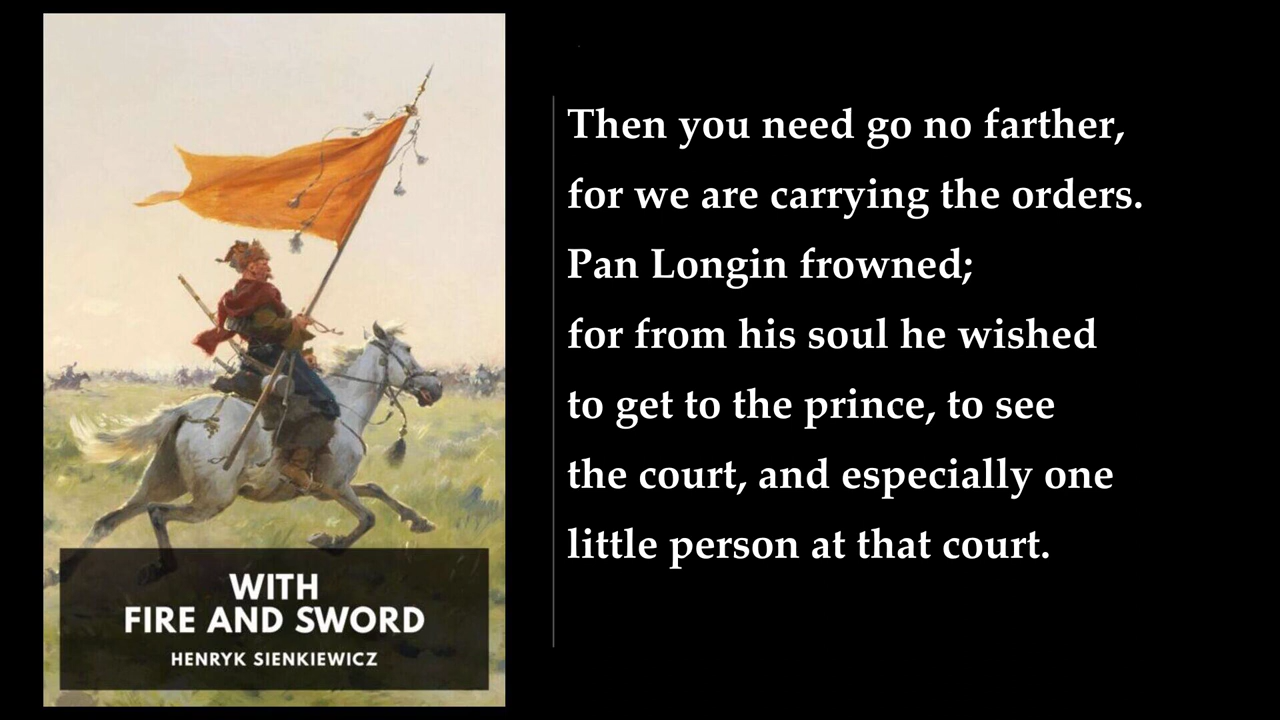 WITH
FIRE AND SWORD
HENRYK SIENKIEWICZ
Then you need go no farther,
for we are carrying the orders.
Pan Longin frowned;
for from his soul he wished
to get to the prince, to see
the court, and especially one
little person at that court.